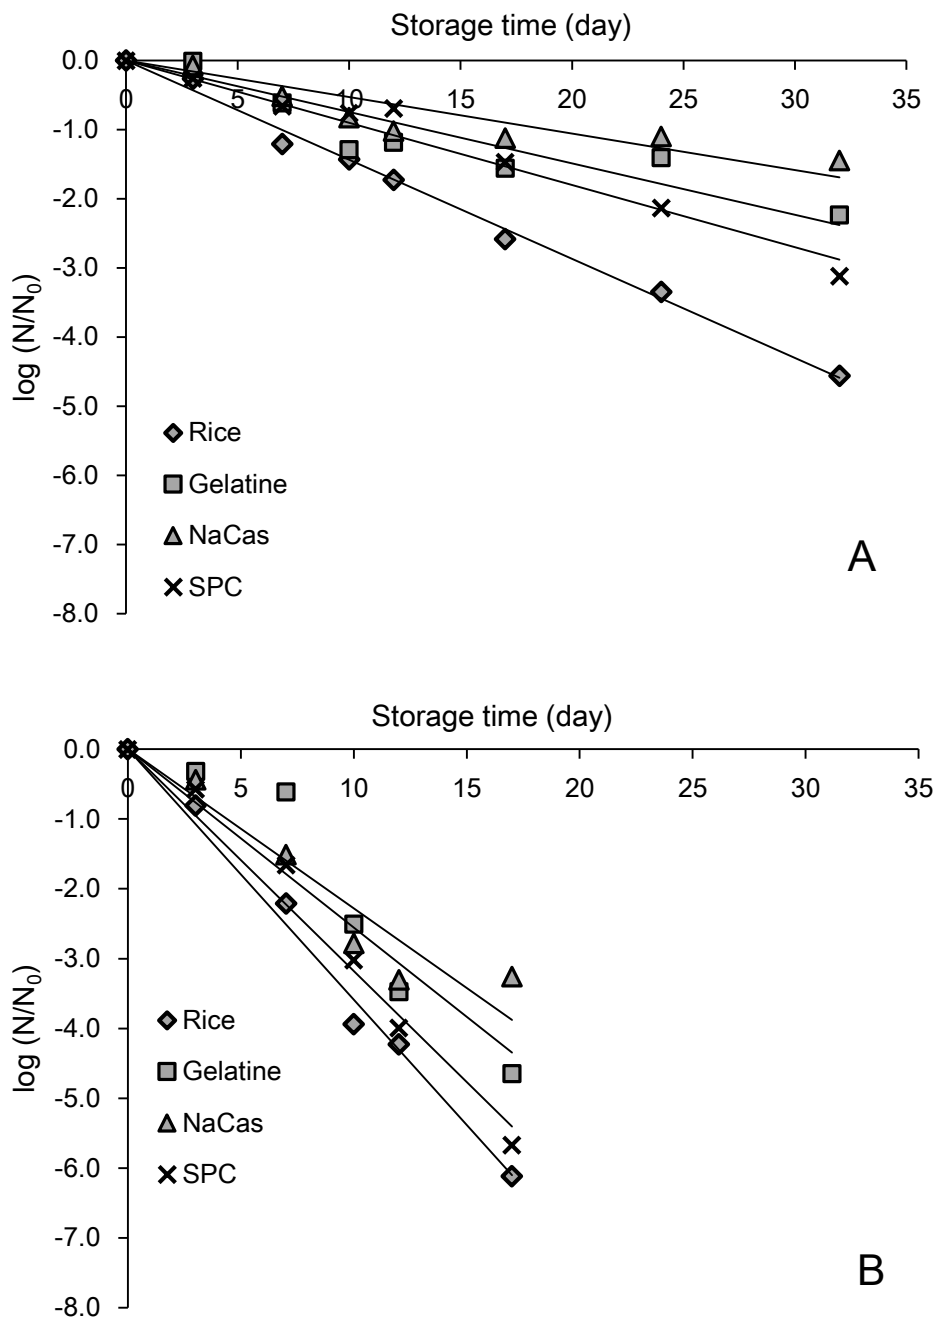 Storage time (day)
0.0
0 5 10 15 20 25 30 35
-1.0
-2.0
-3.0
-4.0
-5.0
-6.0
-7.0
-8.0
log (N/N₀)
Rice
Gelatine
NaCas
SPC
A
Storage time (day)
0.0
0 5 10 15 20 25 30 35
-1.0
-2.0
-3.0
-4.0
-5.0
-6.0
-7.0
-8.0
log (N/N₀)
Rice
Gelatine
NaCas
SPC
B